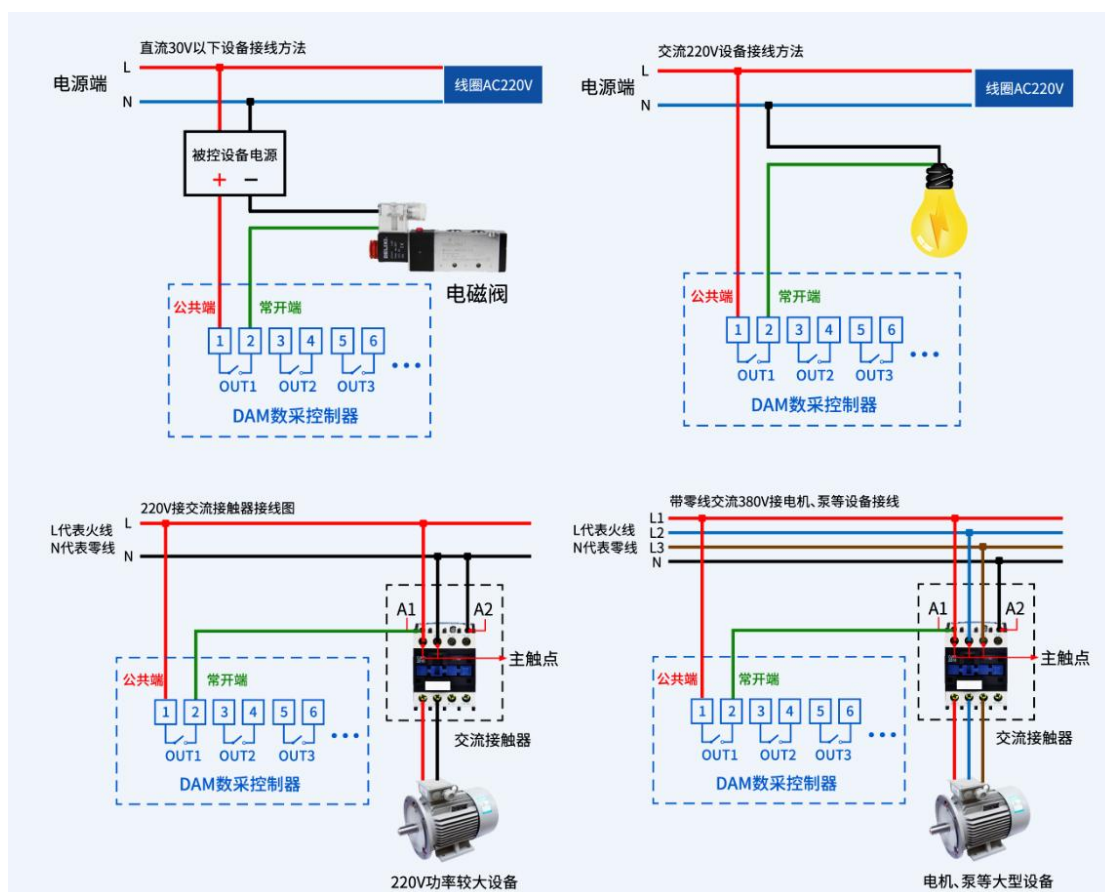 直流30V以下设备接线方法
L
电源端
线圈AC220V
N
被控设备电源
+ −
电磁阀
公共端 常开端
1 2 3 4 5 6
OUT1 OUT2 OUT3
DAM数采控制器
交流220V设备接线方法
L
电源端
线圈AC220V
N
公共端 常开端
1 2 3 4 5 6
OUT1 OUT2 OUT3
DAM数采控制器
220V接交流接触器接线图
L代表火线 L
N代表零线 N
A1 A2
主触点
公共端 常开端
1 2 3 4 5 6
OUT1 OUT2 OUT3
交流接触器
DAM数采控制器
220V功率较大设备
带零线交流380V接电机、泵等设备接线
L1
L代表火线 L2
N代表零线 L3
N
A1 A2
主触点
公共端 常开端
1 2 3 4 5 6
OUT1 OUT2 OUT3
交流接触器
DAM数采控制器
电机、泵等大型设备